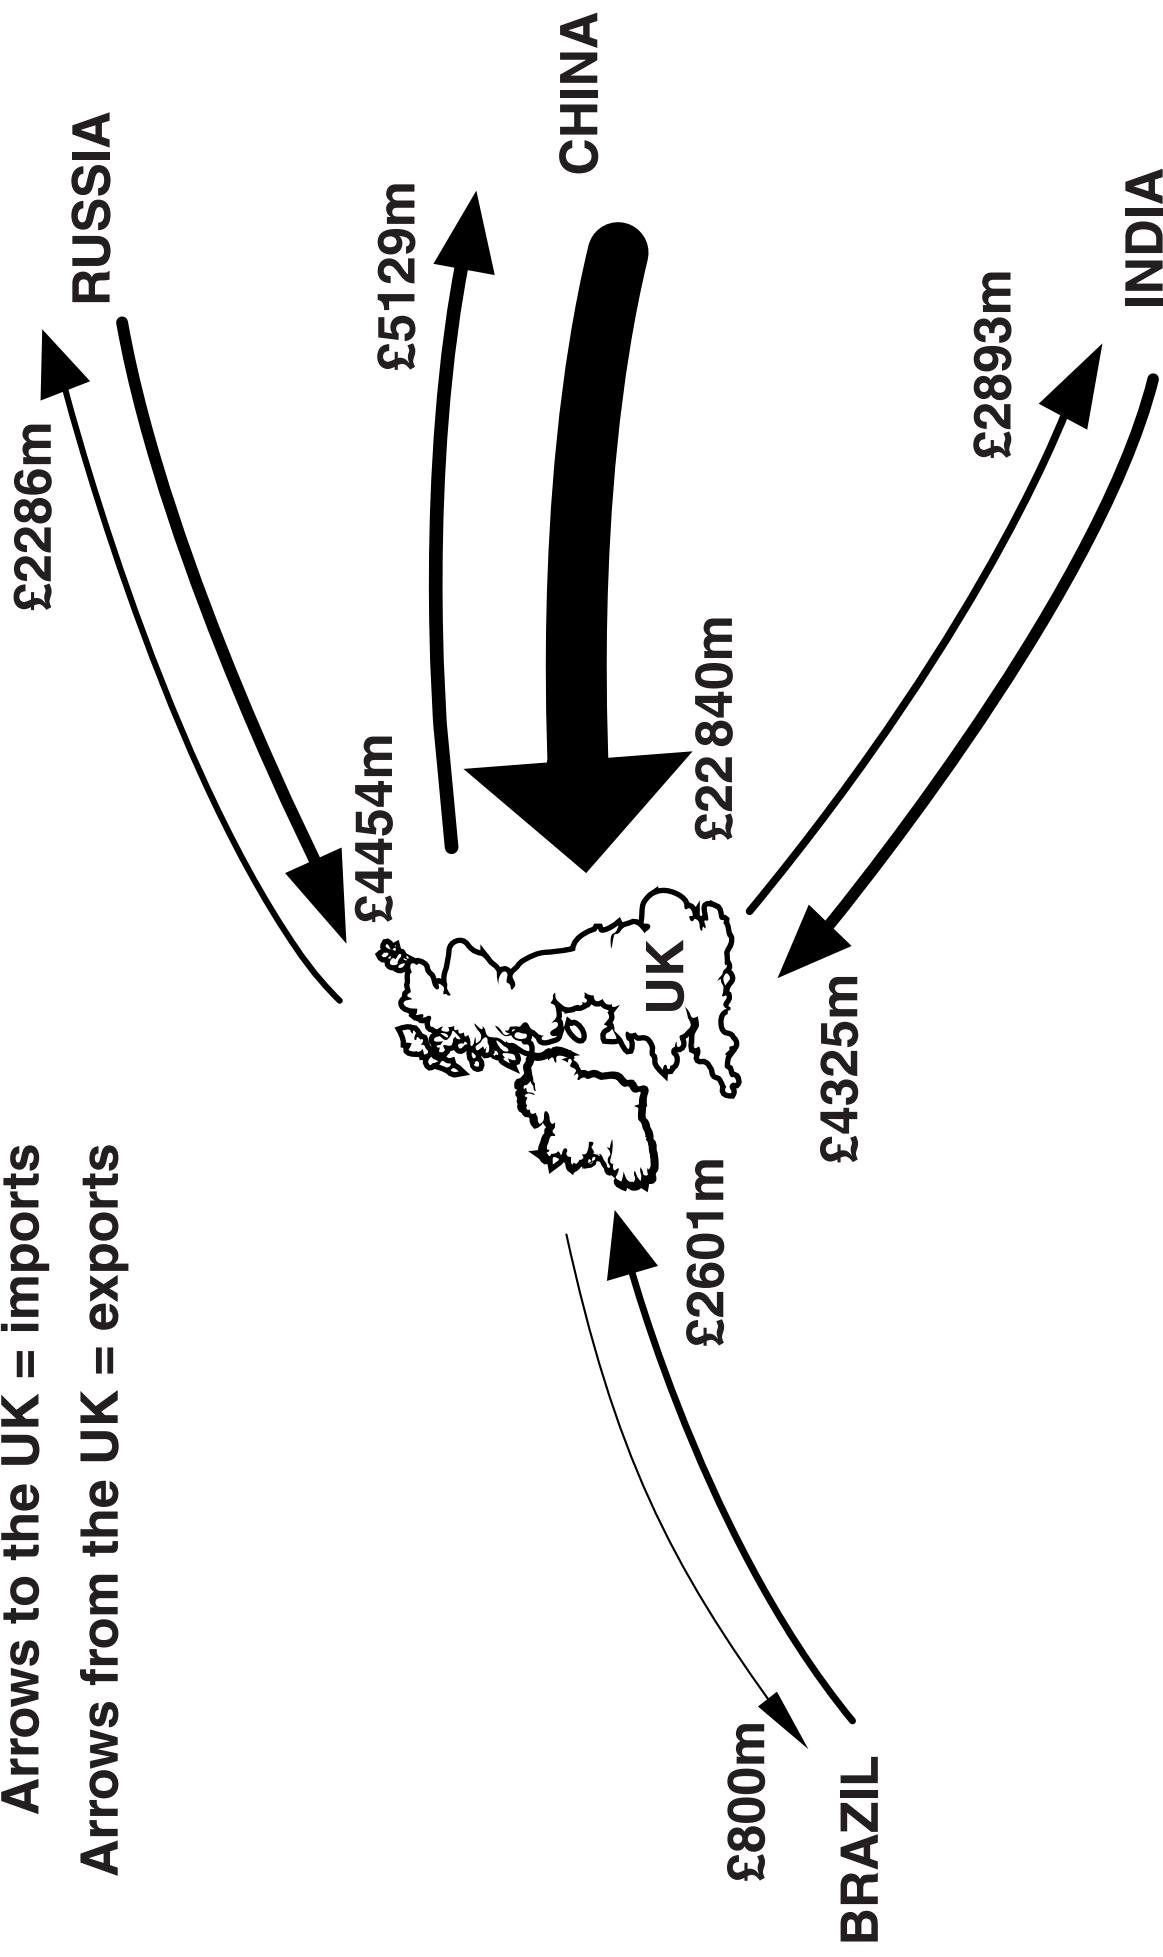 Arrows to the UK = imports
Arrows from the UK = exports
£2286m
RUSSIA
£4454m
£5129m
CHINA
£22 840m
UK
£2601m
£800m
BRAZIL
£4325m
£2893m
INDIA